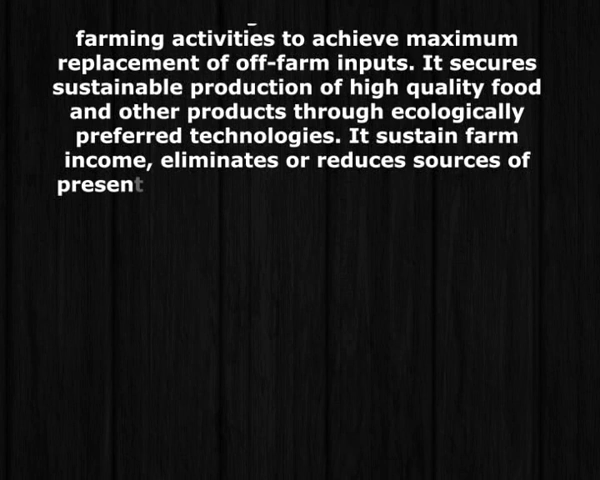 farming activities to achieve maximum
replacement of off-farm inputs. It secures
sustainable production of high quality food
and other products through ecologically
preferred technologies. It sustain farm
income, eliminates or reduces sources of
present